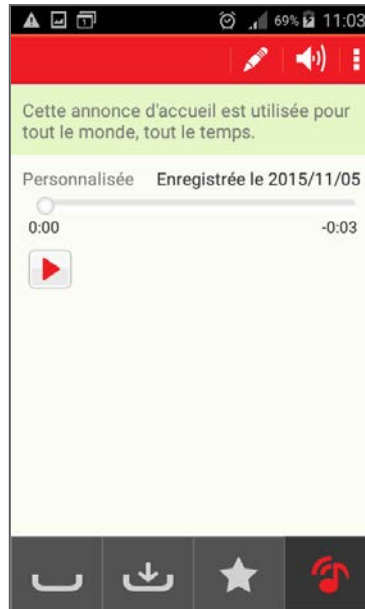 69% 11:03
Cette annonce d'accueil est utilisée pour
tout le monde, tout le temps.
Personnalisée Enregistrée le 2015/11/05
0:00 -0:03